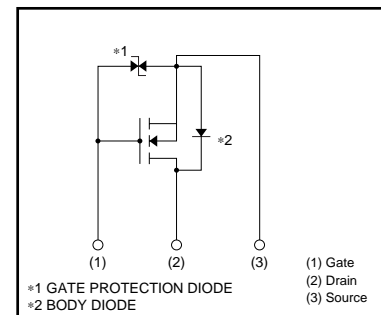 ∗1
∗2
(1) (2) (3)
∗1 GATE PROTECTION DIODE
∗2 BODY DIODE
(1) Gate
(2) Drain
(3) Source